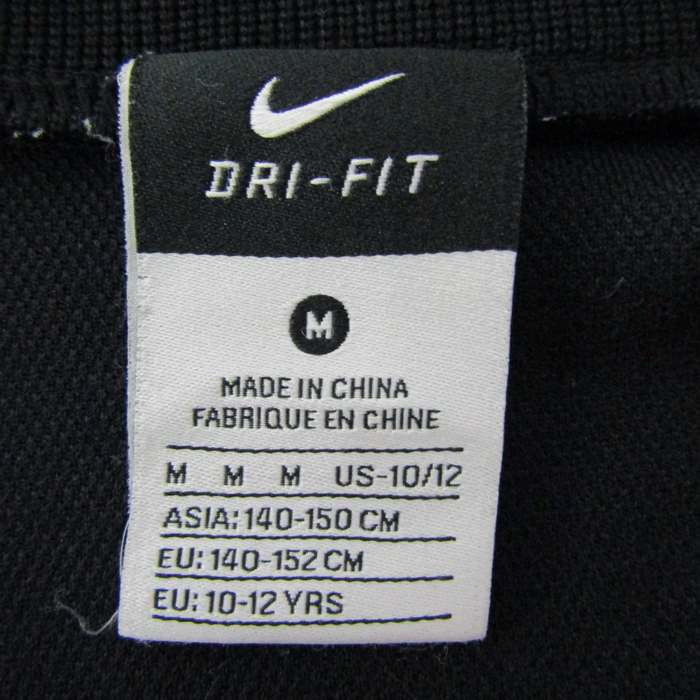 DRI-FIT
M
MADE IN CHINA
FABRIQUE EN CHINE
M M M US-10/12
ASIA: 140-150 CM
EU: 140-152 CM
EU: 10-12 YRS